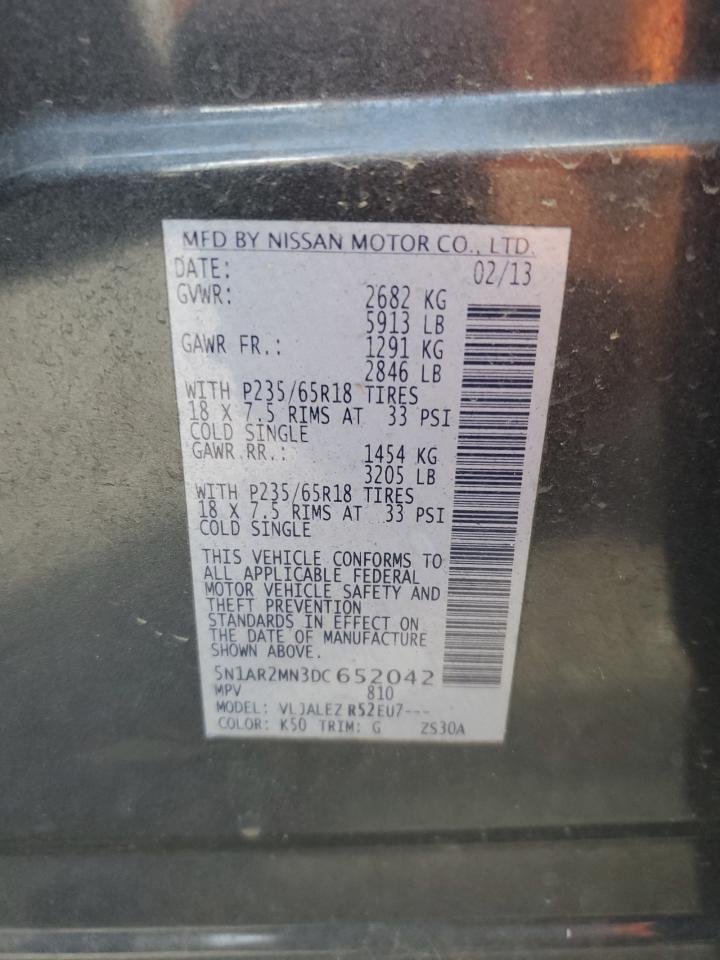 MFD BY NISSAN MOTOR CO., LTD.
DATE: 02/13
GVWR: 2682 KG
5913 LB
GAWR FR.: 1291 KG
2846 LB
WITH P235/65R18 TIRES
18 X 7.5 RIMS AT 33 PSI
COLD SINGLE
GAWR RR.: 1454 KG
3205 LB
WITH P235/65R18 TIRES
18 X 7.5 RIMS AT 33 PSI
COLD SINGLE
THIS VEHICLE CONFORMS TO
ALL APPLICABLE FEDERAL
MOTOR VEHICLE SAFETY AND
THEFT PREVENTION
STANDARDS IN EFFECT ON
THE DATE OF MANUFACTURE
SHOWN ABOVE.
5N1AR2MN3DC652042
MPV 810
MODEL: VLJALEZ R52EU7---
COLOR: K50 TRIM: G ZS30A